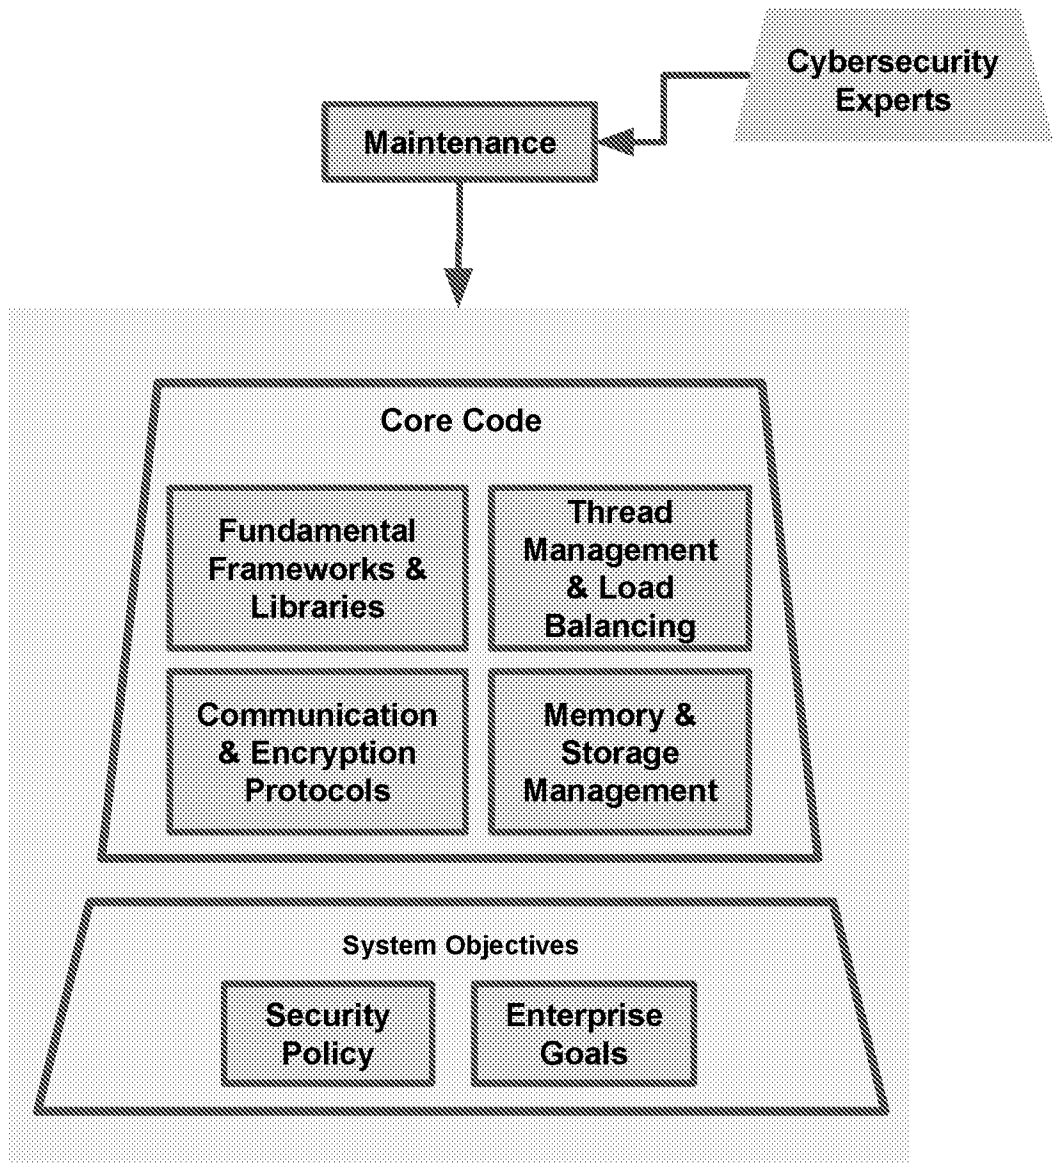 Cybersecurity
Experts
Maintenance
Core Code
Fundamental
Frameworks &
Libraries
Thread
Management
& Load
Balancing
Communication
& Encryption
Protocols
Memory &
Storage
Management
System Objectives
Security
Policy
Enterprise
Goals